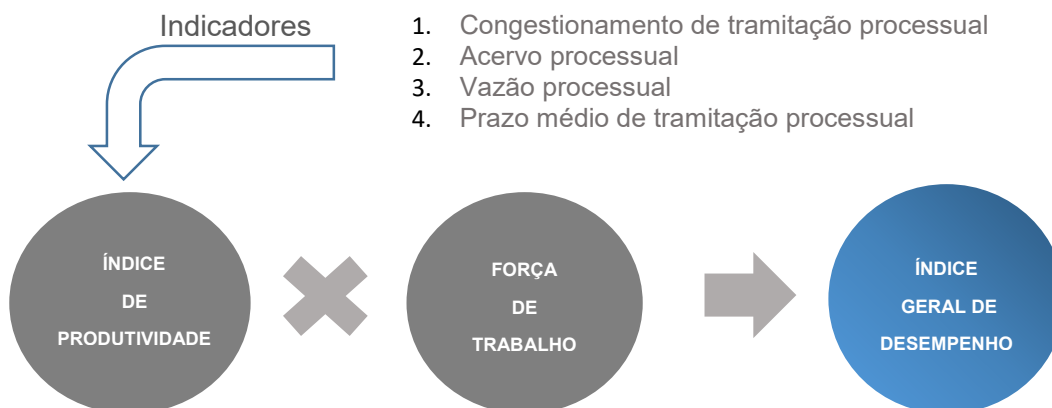 Indicadores
1. Congestionamento de tramitação processual
2. Acervo processual
3. Vazão processual
4. Prazo médio de tramitação processual
ÍNDICE
DE
PRODUTIVIDADE
FORÇA
DE
TRABALHO
ÍNDICE
GERAL DE
DESEMPENHO